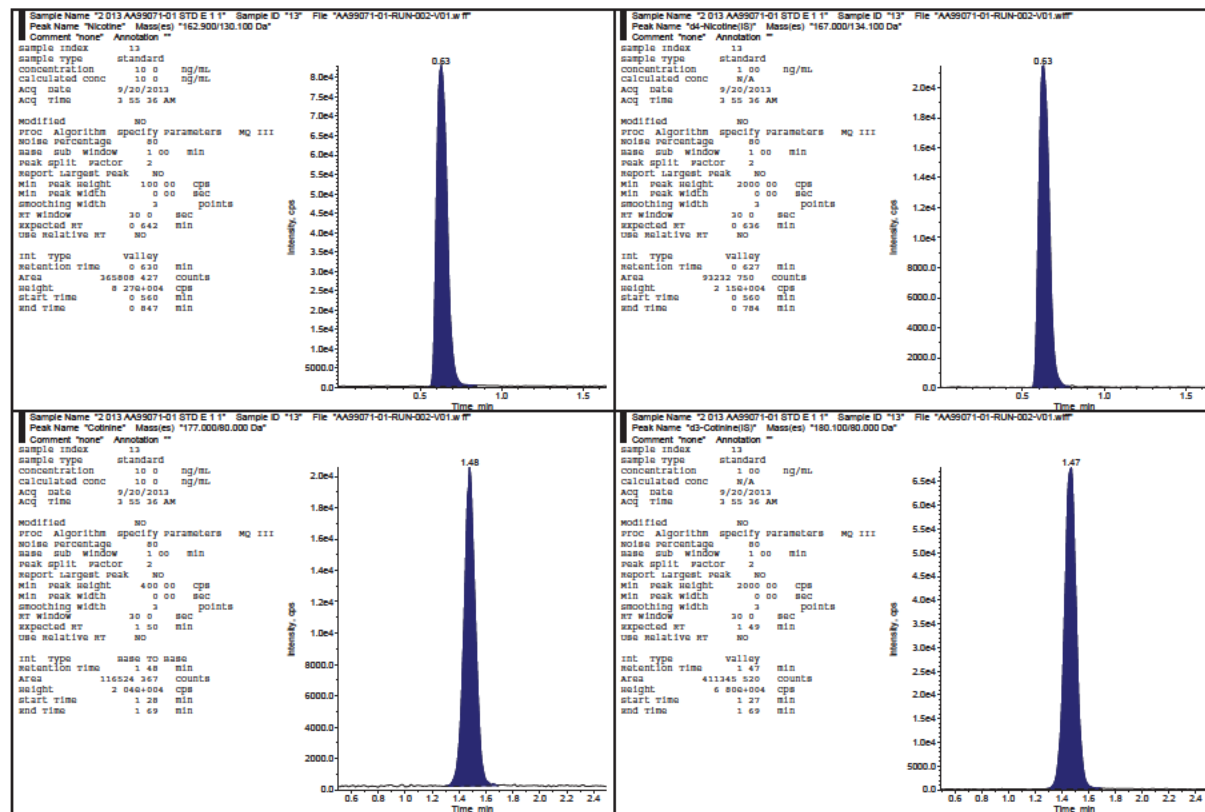 Sample Name "2 013 AA99071-01 STD E 1 1" Sample ID "13" File "AA99071-01-RUN-002-V01.w ff"
Peak Name "Nicotine" Mass(es) "162.900/130.100 Da"
Comment "none" Annotation ""
Sample Index 13
Sample Type Standard
Concentration 10 0 ng/mL
Calculated Conc 10 0 ng/mL
Acq Date 9/20/2013
Acq Time 3 55 36 AM
Modified NO
Proc Algorithm Specify Parameters MQ III
Noise Percentage 80
Base Sub Window 1 00 min
Peak Split Factor 2
Report Largest Peak NO
Min Peak Height 100 00 cps
Min Peak Width 0 00 sec
Smoothing Width 3 points
RT Window 30 0 sec
Expected RT 0 642 min
Use Relative RT NO
Int Type Valley
Retention Time 0 630 min
Area 365808 427 counts
Height 8 27e+004 cps
Start Time 0 560 min
End Time 0 847 min
0.63
Intensity, cps
8.0e4
7.5e4
7.0e4
6.5e4
6.0e4
5.5e4
5.0e4
4.5e4
4.0e4
3.5e4
3.0e4
2.5e4
2.0e4
1.5e4
1.0e4
5000.0
0.0
0.5 1.0 1.5
Time min
Sample Name "2 013 AA99071-01 STD E 1 1" Sample ID "13" File "AA99071-01-RUN-002-V01.wiff"
Peak Name "d4-Nicotine(IS)" Mass(es) "167.000/134.100 Da"
Comment "none" Annotation ""
Sample Index 13
Sample Type Standard
Concentration 1 00 ng/mL
Calculated Conc N/A
Acq Date 9/20/2013
Acq Time 3 55 36 AM
Modified NO
Proc Algorithm Specify Parameters MQ III
Noise Percentage 80
Base Sub Window 1 00 min
Peak Split Factor 2
Report Largest Peak NO
Min Peak Height 2000 00 cps
Min Peak Width 0 00 sec
Smoothing Width 3 points
RT Window 30 0 sec
Expected RT 0 636 min
Use Relative RT NO
Int Type Valley
Retention Time 0 627 min
Area 93232 750 counts
Height 2 15e+004 cps
Start Time 0 560 min
End Time 0 784 min
0.63
Intensity, cps
2.0e4
1.8e4
1.6e4
1.4e4
1.2e4
1.0e4
8000.0
6000.0
4000.0
2000.0
0.0
0.5 1.0 1.5
Time min
Sample Name "2 013 AA99071-01 STD E 1 1" Sample ID "13" File "AA99071-01-RUN-002-V01.w ff"
Peak Name "Cotinine" Mass(es) "177.000/80.000 Da"
Comment "none" Annotation ""
Sample Index 13
Sample Type Standard
Concentration 10 0 ng/mL
Calculated Conc 10 0 ng/mL
Acq Date 9/20/2013
Acq Time 3 55 36 AM
Modified NO
Proc Algorithm Specify Parameters MQ III
Noise Percentage 80
Base Sub Window 1 00 min
Peak Split Factor 2
Report Largest Peak NO
Min Peak Height 400 00 cps
Min Peak Width 0 00 sec
Smoothing Width 3 points
RT Window 30 0 sec
Expected RT 1 50 min
Use Relative RT NO
Int Type Base To Base
Retention Time 1 48 min
Area 116524 367 counts
Height 2 04e+004 cps
Start Time 1 28 min
End Time 1 69 min
1.48
Intensity, cps
2.0e4
1.8e4
1.6e4
1.4e4
1.2e4
1.0e4
8000.0
6000.0
4000.0
2000.0
0.0
0.6 0.8 1.0 1.2 1.4 1.6 1.8 2.0 2.2 2.4
Time min
Sample Name "2 013 AA99071-01 STD E 1 1" Sample ID "13" File "AA99071-01-RUN-002-V01.wiff"
Peak Name "d3-Cotinine(IS)" Mass(es) "180.100/80.000 Da"
Comment "none" Annotation ""
Sample Index 13
Sample Type Standard
Concentration 1 00 ng/mL
Calculated Conc N/A
Acq Date 9/20/2013
Acq Time 3 55 36 AM
Modified NO
Proc Algorithm Specify Parameters MQ III
Noise Percentage 80
Base Sub Window 1 00 min
Peak Split Factor 2
Report Largest Peak NO
Min Peak Height 2000 00 cps
Min Peak Width 0 00 sec
Smoothing Width 3 points
RT Window 30 0 sec
Expected RT 1 49 min
Use Relative RT NO
Int Type Valley
Retention Time 1 47 min
Area 411345 520 counts
Height 6 80e+004 cps
Start Time 1 27 min
End Time 1 69 min
1.47
Intensity, cps
6.5e4
6.0e4
5.5e4
5.0e4
4.5e4
4.0e4
3.5e4
3.0e4
2.5e4
2.0e4
1.5e4
1.0e4
5000.0
0.0
0.6 0.8 1.0 1.2 1.4 1.6 1.8 2.0 2.2 2.4
Time min